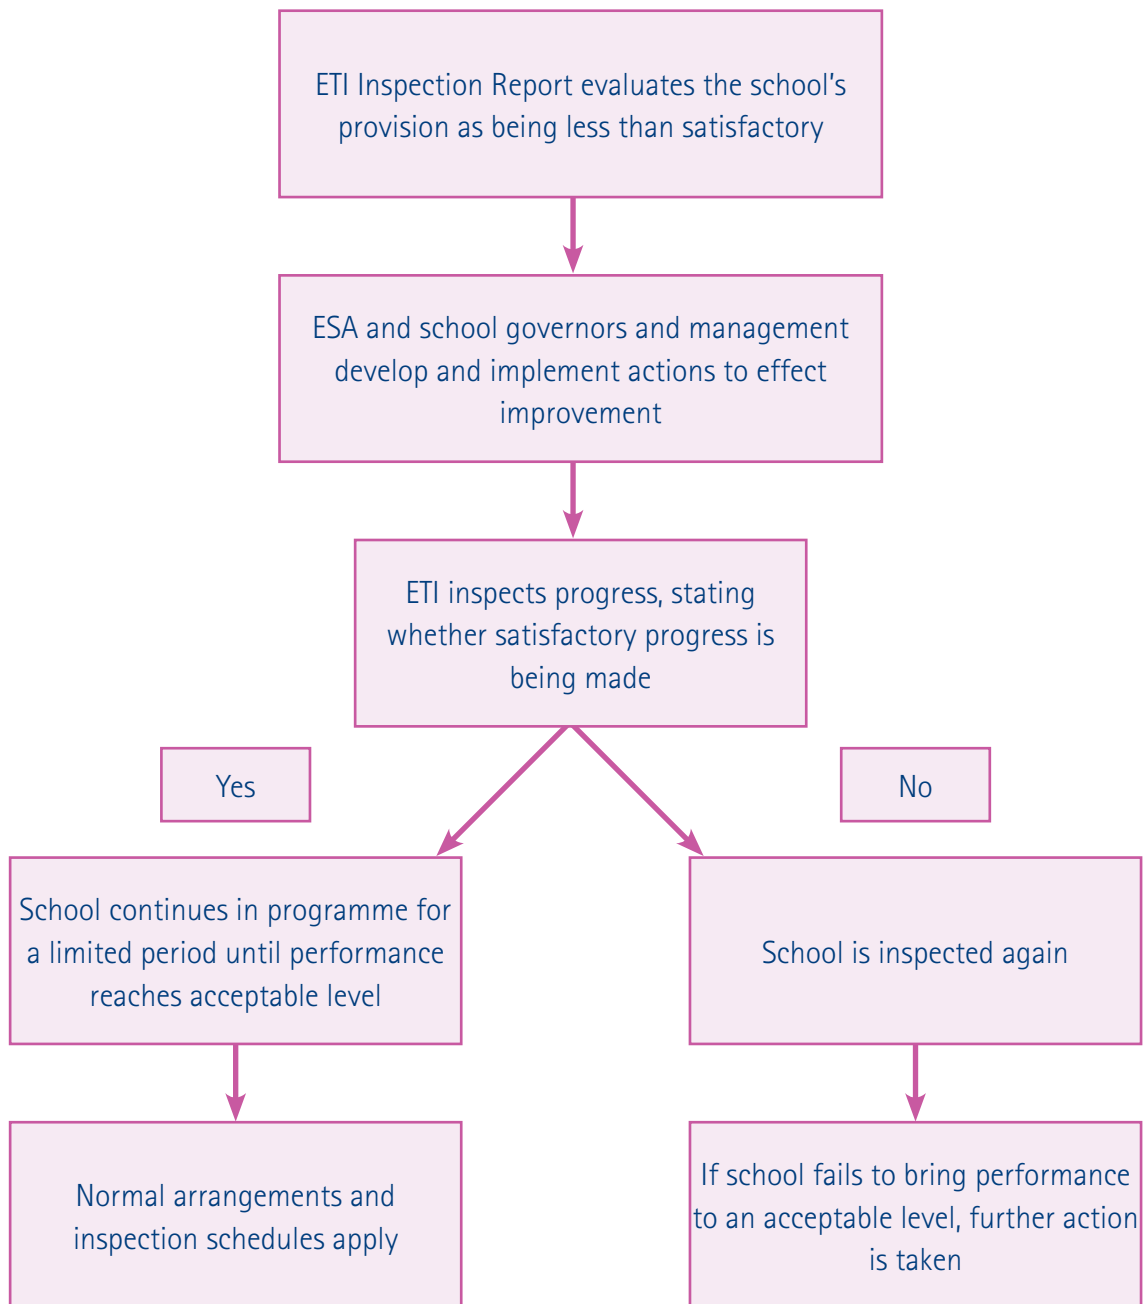 ETI Inspection Report evaluates the school's
provision as being less than satisfactory
ESA and school governors and management
develop and implement actions to effect
improvement
ETI inspects progress, stating
whether satisfactory progress is
being made
Yes
No
School continues in programme for
a limited period until performance
reaches acceptable level
School is inspected again
Normal arrangements and
inspection schedules apply
If school fails to bring performance
to an acceptable level, further action
is taken